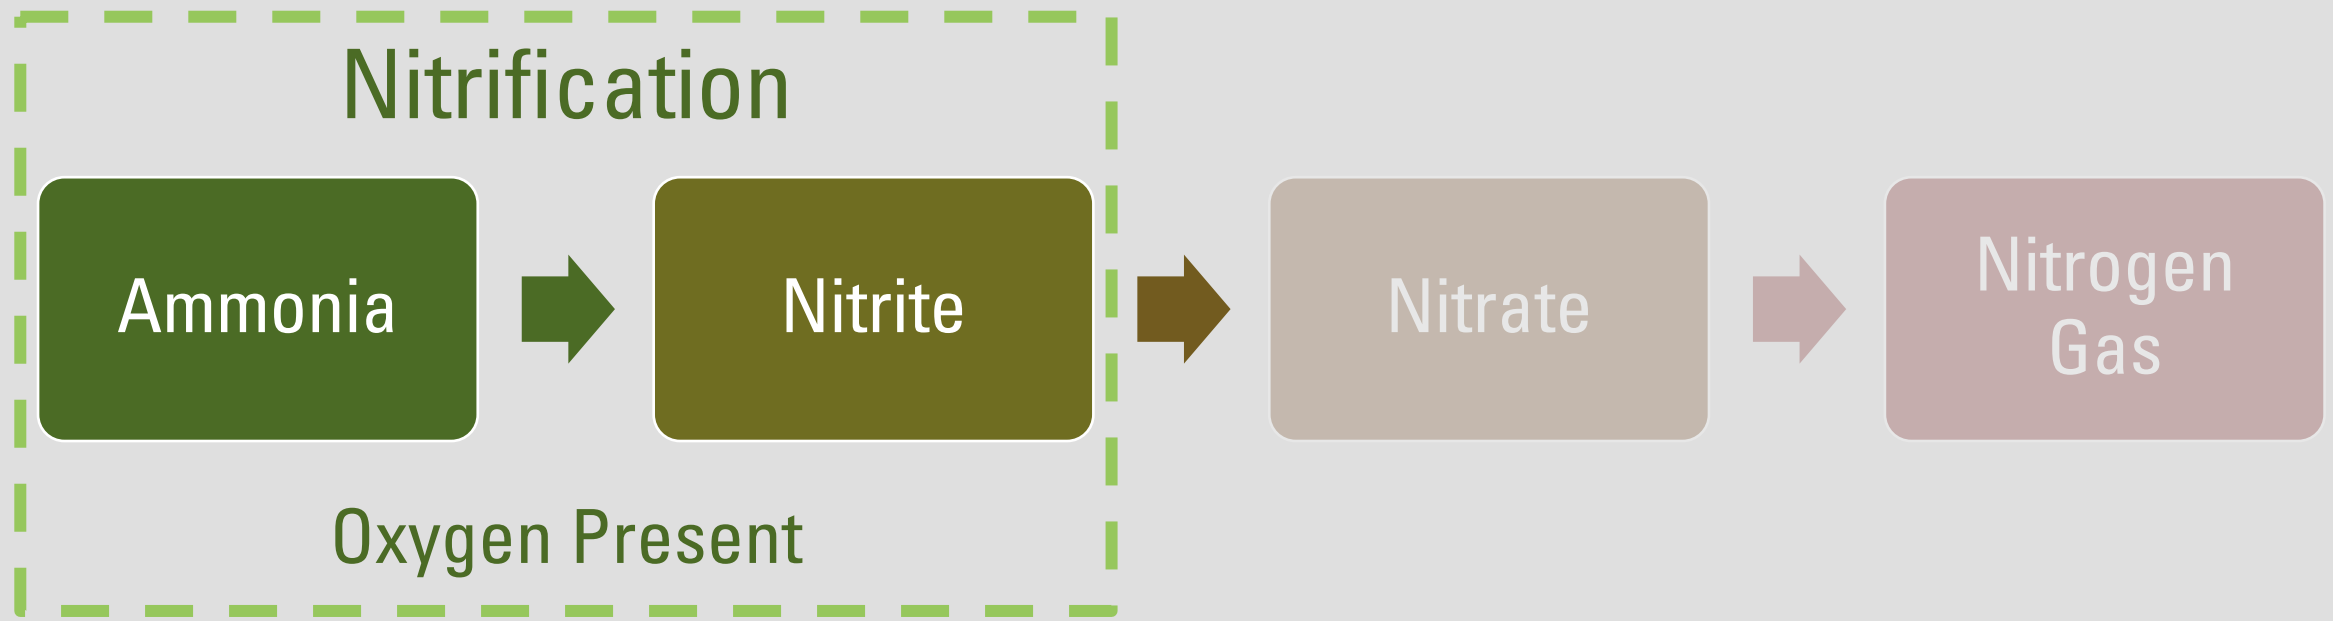 Nitrification
Ammonia
Nitrite
Nitrate
Nitrogen
Gas
Oxygen Present